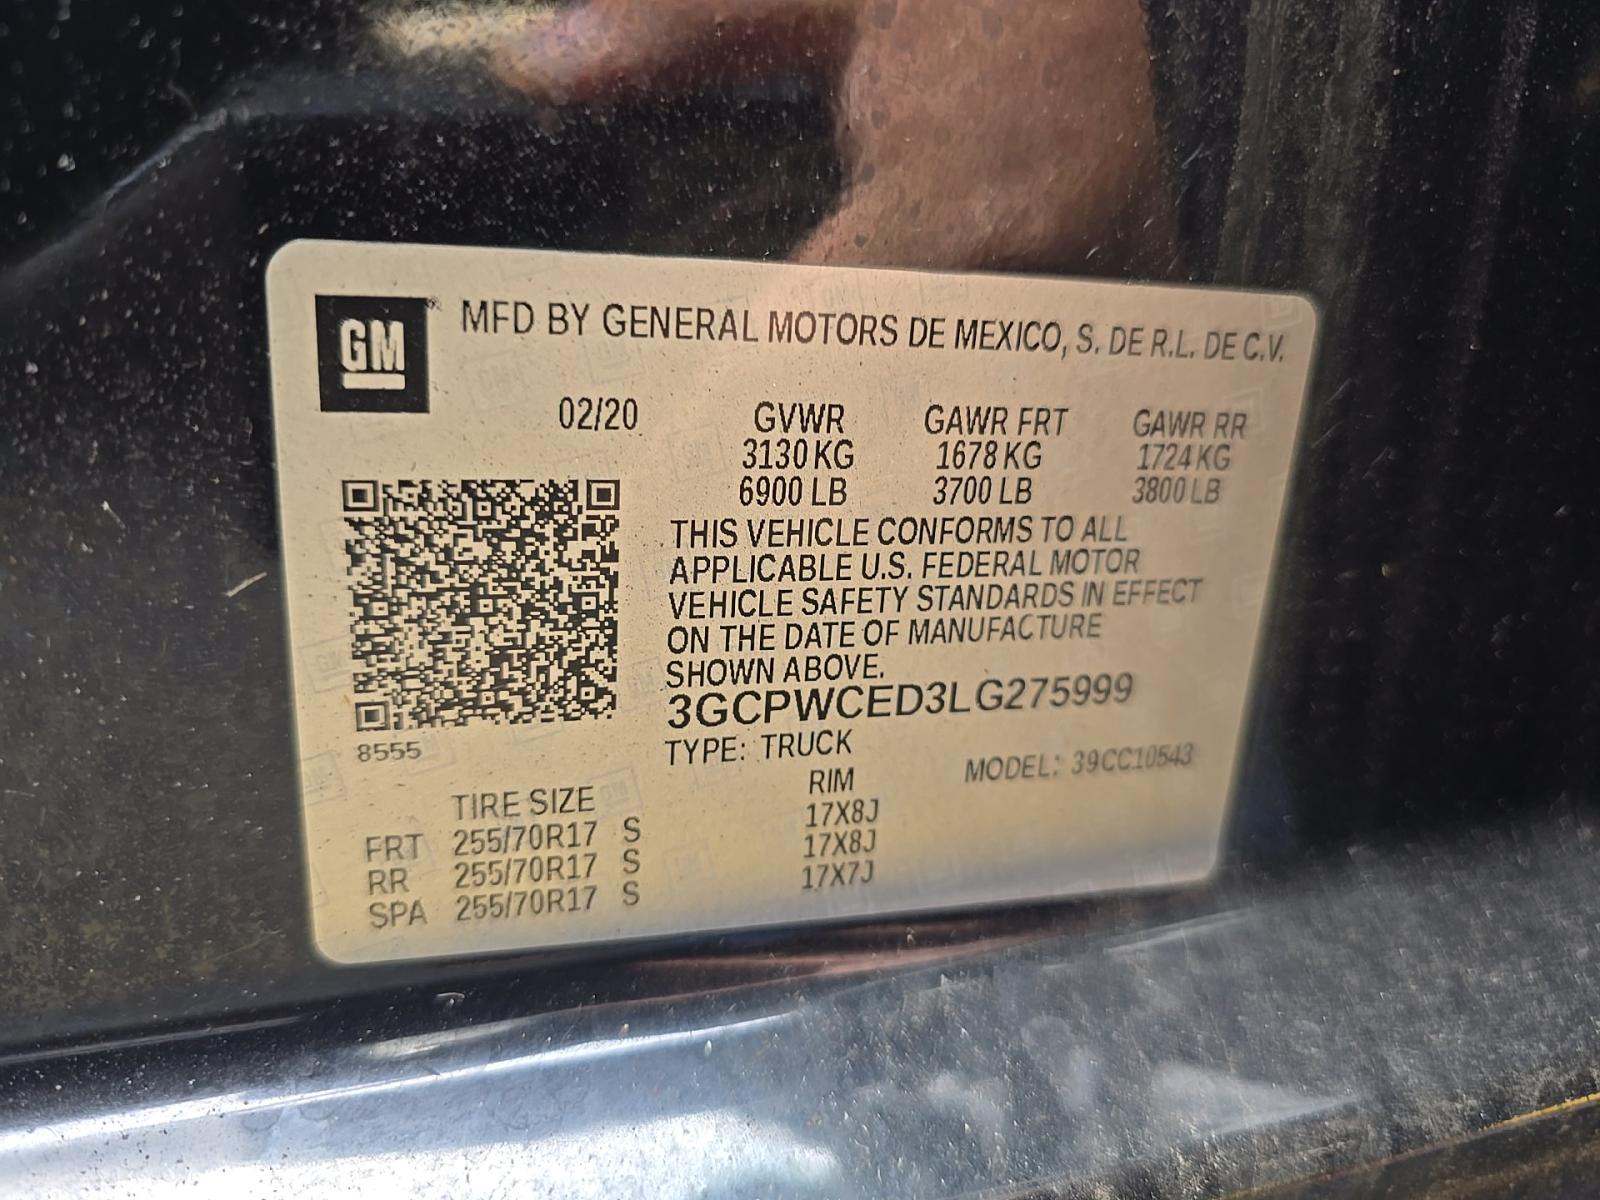 GM
MFD BY GENERAL MOTORS DE MEXICO, S. DE R.L. DE C.V.
02/20 GVWR GAWR FRT GAWR RR
3130 KG 1678 KG 1724 KG
6900 LB 3700 LB 3800 LB
THIS VEHICLE CONFORMS TO ALL
APPLICABLE U.S. FEDERAL MOTOR
VEHICLE SAFETY STANDARDS IN EFFECT
ON THE DATE OF MANUFACTURE
SHOWN ABOVE.
3GCPWCED3LG275999
8555
TYPE: TRUCK MODEL: 39CC10543
TIRE SIZE RIM
FRT 255/70R17 S 17X8J
RR 255/70R17 S 17X8J
SPA 255/70R17 S 17X7J